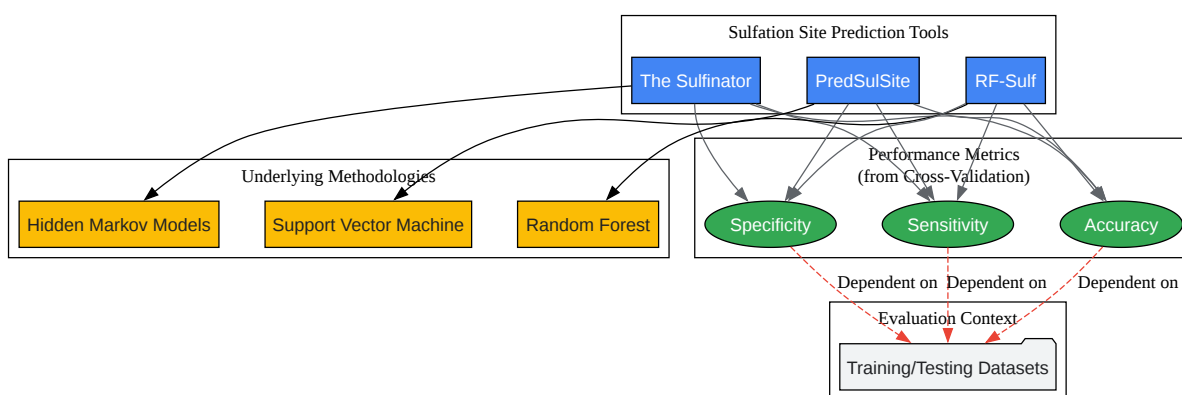 Sulfation Site Prediction Tools
The Sulfinator
PredSulSite
RF-Sulf
Underlying Methodologies
Hidden Markov Models
Support Vector Machine
Random Forest
Performance Metrics
(from Cross-Validation)
Specificity
Sensitivity
Accuracy
Dependent on
Dependent on
Dependent on
Evaluation Context
Training/Testing Datasets